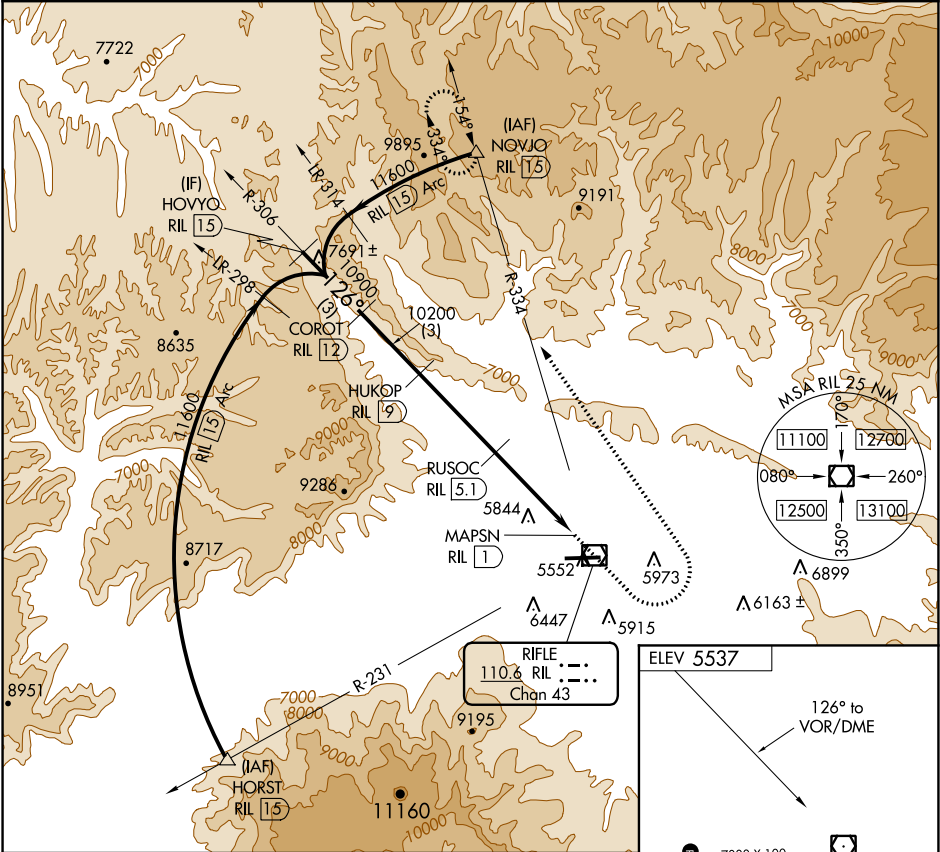 7722
7000
10000
(IAF)
NOVJO
RIL 15
154°
334°
9895
11600
RIL 15 Arc
LR-314
9191
(IF)
HOVYO
RIL 15
R-306
7691±
LR-298
10900
126°
(3)
8000
R-334
7000
9000
COROT
RIL 12
10200
(3)
8635
7000
HUKOP
RIL 9
MSA RIL 25 NM
11100
170°
12700
080°
260°
12500
350°
13100
11600
RIL 15 Arc
9000
7000
9286
8000
RUSOC
RIL 5.1
5844
MAPSN
RIL 1
8717
5552
5973
6899
6447
5915
6163±
RIFLE
110.6 RIL
Chan 43
R-231
ELEV 5537
126° to
VOR/DME
8951
7000
8000
9000
9195
(IAF)
HORST
RIL 15
11160
10000